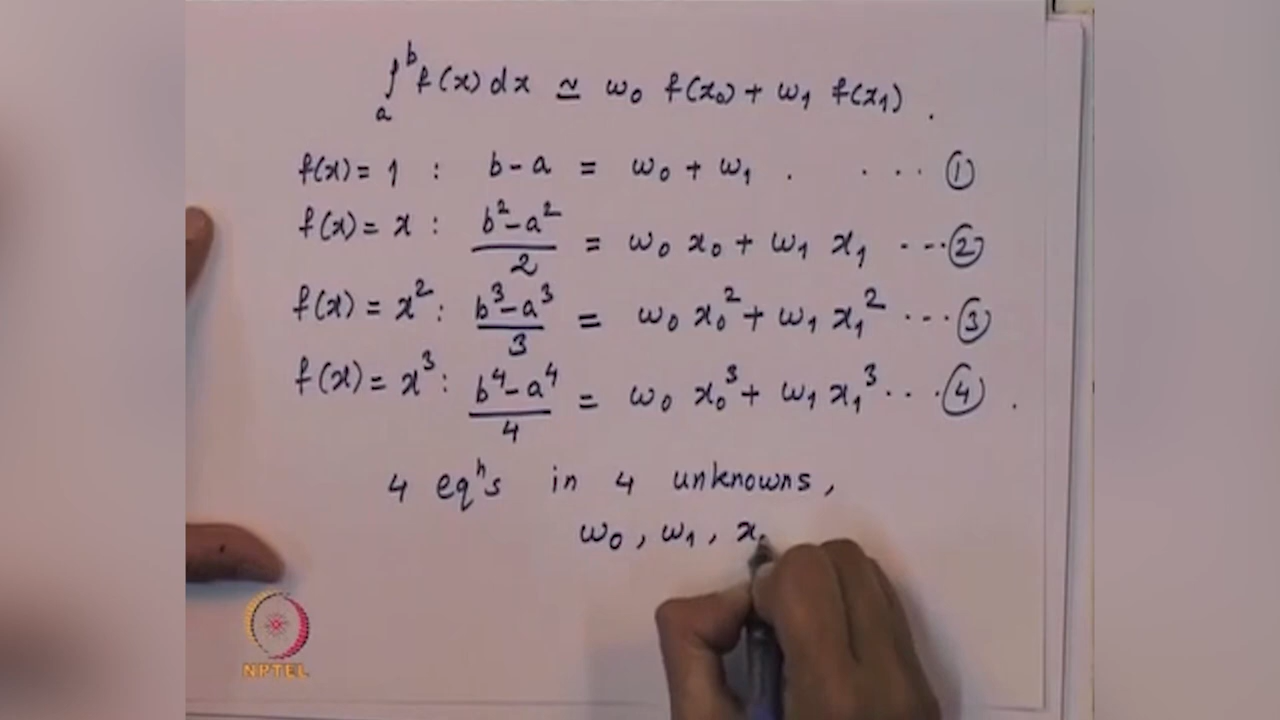 ∫ₐᵇ f(x) dx ≃ w₀ f(x₀) + w₁ f(x₁) .
f(x) = 1 : b - a = w₀ + w₁ . ... ①
f(x) = x : (b² - a²)/2 = w₀ x₀ + w₁ x₁ ... ②
f(x) = x² : (b³ - a³)/3 = w₀ x₀² + w₁ x₁² ... ③
f(x) = x³ : (b⁴ - a⁴)/4 = w₀ x₀³ + w₁ x₁³ ... ④ .
4 eqⁿs in 4 unknowns,
w₀, w₁, x
NPTEL